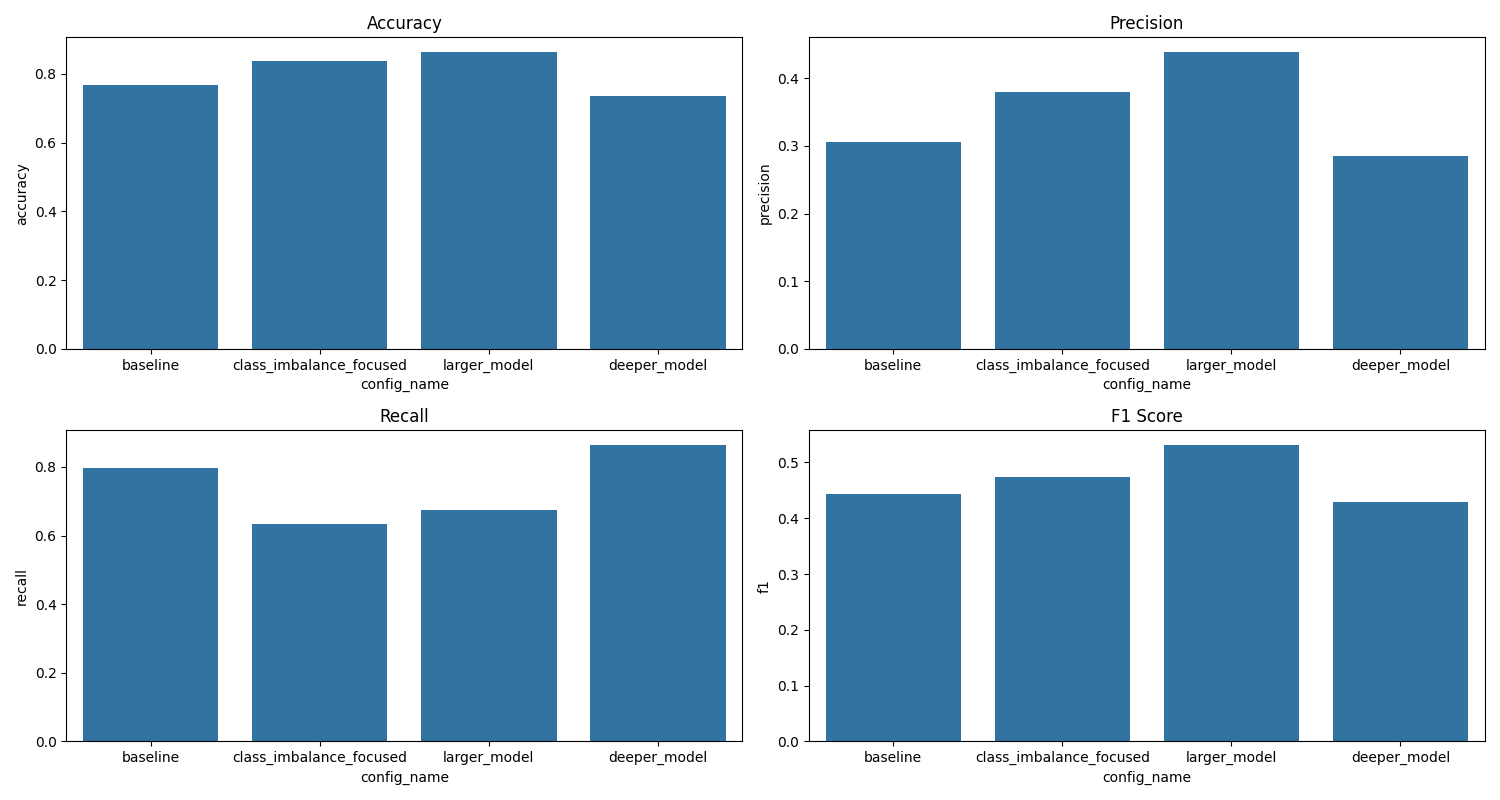 Accuracy
0.8
0.6
0.4
0.2
0.0
accuracy
baseline class_imbalance_focused larger_model deeper_model
config_name
Precision
0.4
0.3
0.2
0.1
0.0
precision
baseline class_imbalance_focused larger_model deeper_model
config_name
Recall
0.8
0.6
0.4
0.2
0.0
recall
baseline class_imbalance_focused larger_model deeper_model
config_name
F1 Score
0.5
0.4
0.3
0.2
0.1
0.0
f1
baseline class_imbalance_focused larger_model deeper_model
config_name